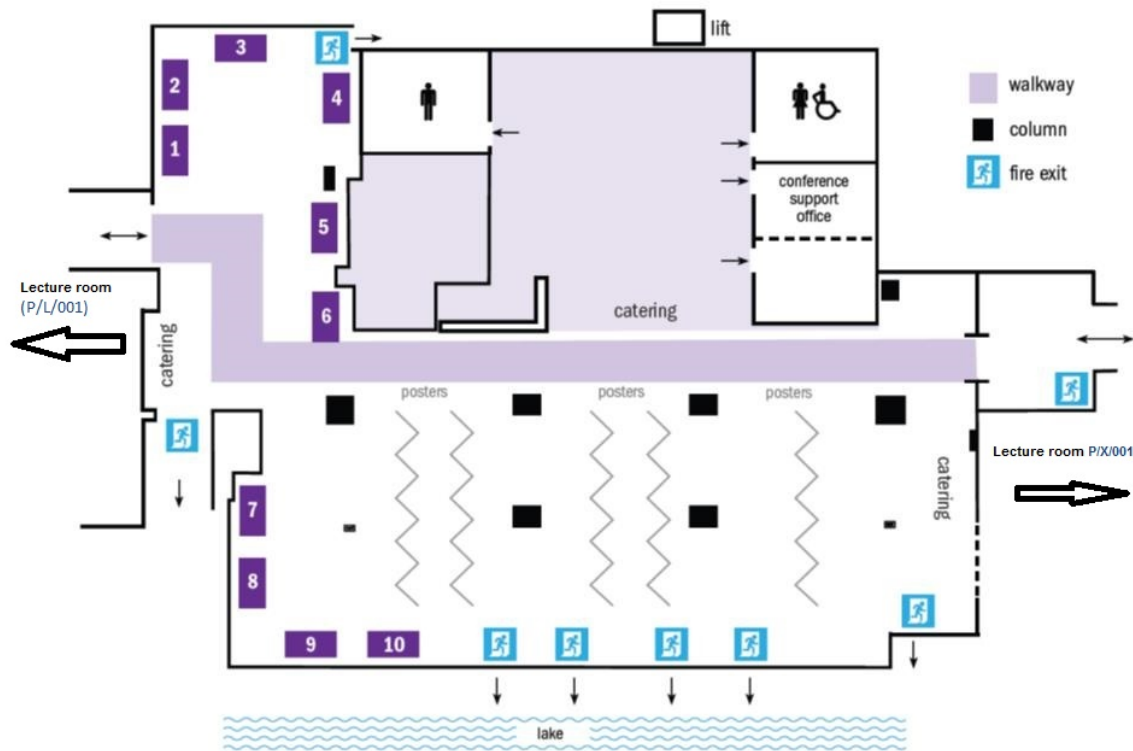 lift
3
2
4
1
walkway
column
fire exit
conference
support
office
5
Lecture room
(P/L/001)
6
catering
catering
posters
posters
posters
Lecture room P/X/001
catering
7
8
9
10
lake